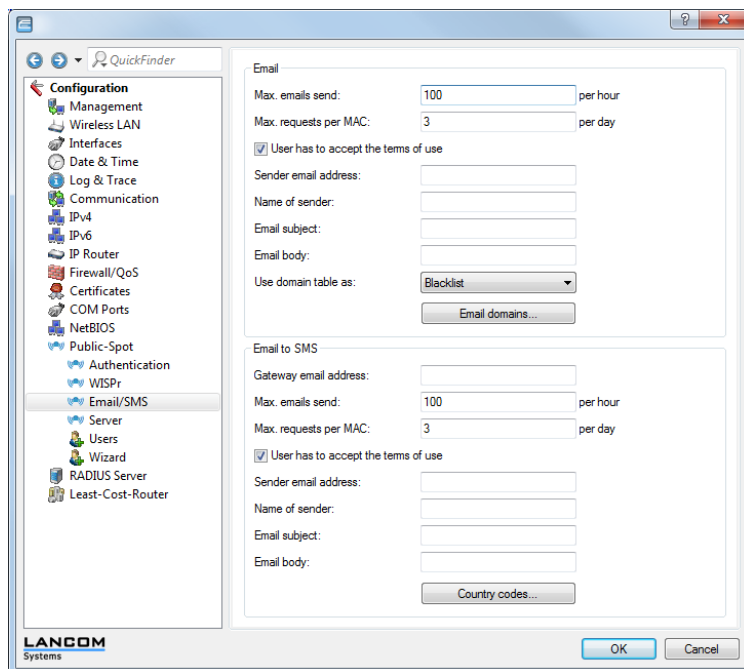 ?
X
QuickFinder
Configuration
Management
Wireless LAN
Interfaces
Date & Time
Log & Trace
Communication
IPv4
IPv6
IP Router
Firewall/QoS
Certificates
COM Ports
NetBIOS
Public-Spot
Authentication
WISPr
Email/SMS
Server
Users
Wizard
RADIUS Server
Least-Cost-Router
Email
Max. emails send: 100 per hour
Max. requests per MAC: 3 per day
User has to accept the terms of use
Sender email address:
Name of sender:
Email subject:
Email body:
Use domain table as: Blacklist
Email domains...
Email to SMS
Gateway email address:
Max. emails send: 100 per hour
Max. requests per MAC: 3 per day
User has to accept the terms of use
Sender email address:
Name of sender:
Email subject:
Email body:
Country codes...
LANCOM
Systems
OK Cancel